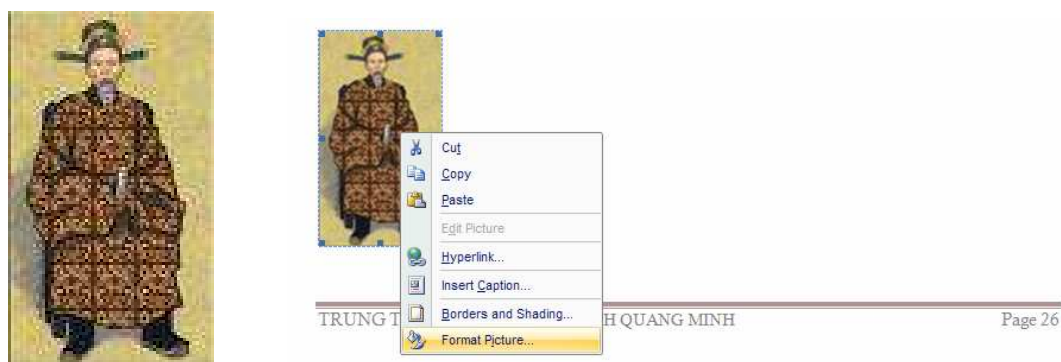 Cut
Copy
Paste
Edit Picture
Hyperlink...
Insert Caption...
Borders and Shading...
Format Picture...
TRUNG T H QUANG MINH Page 26